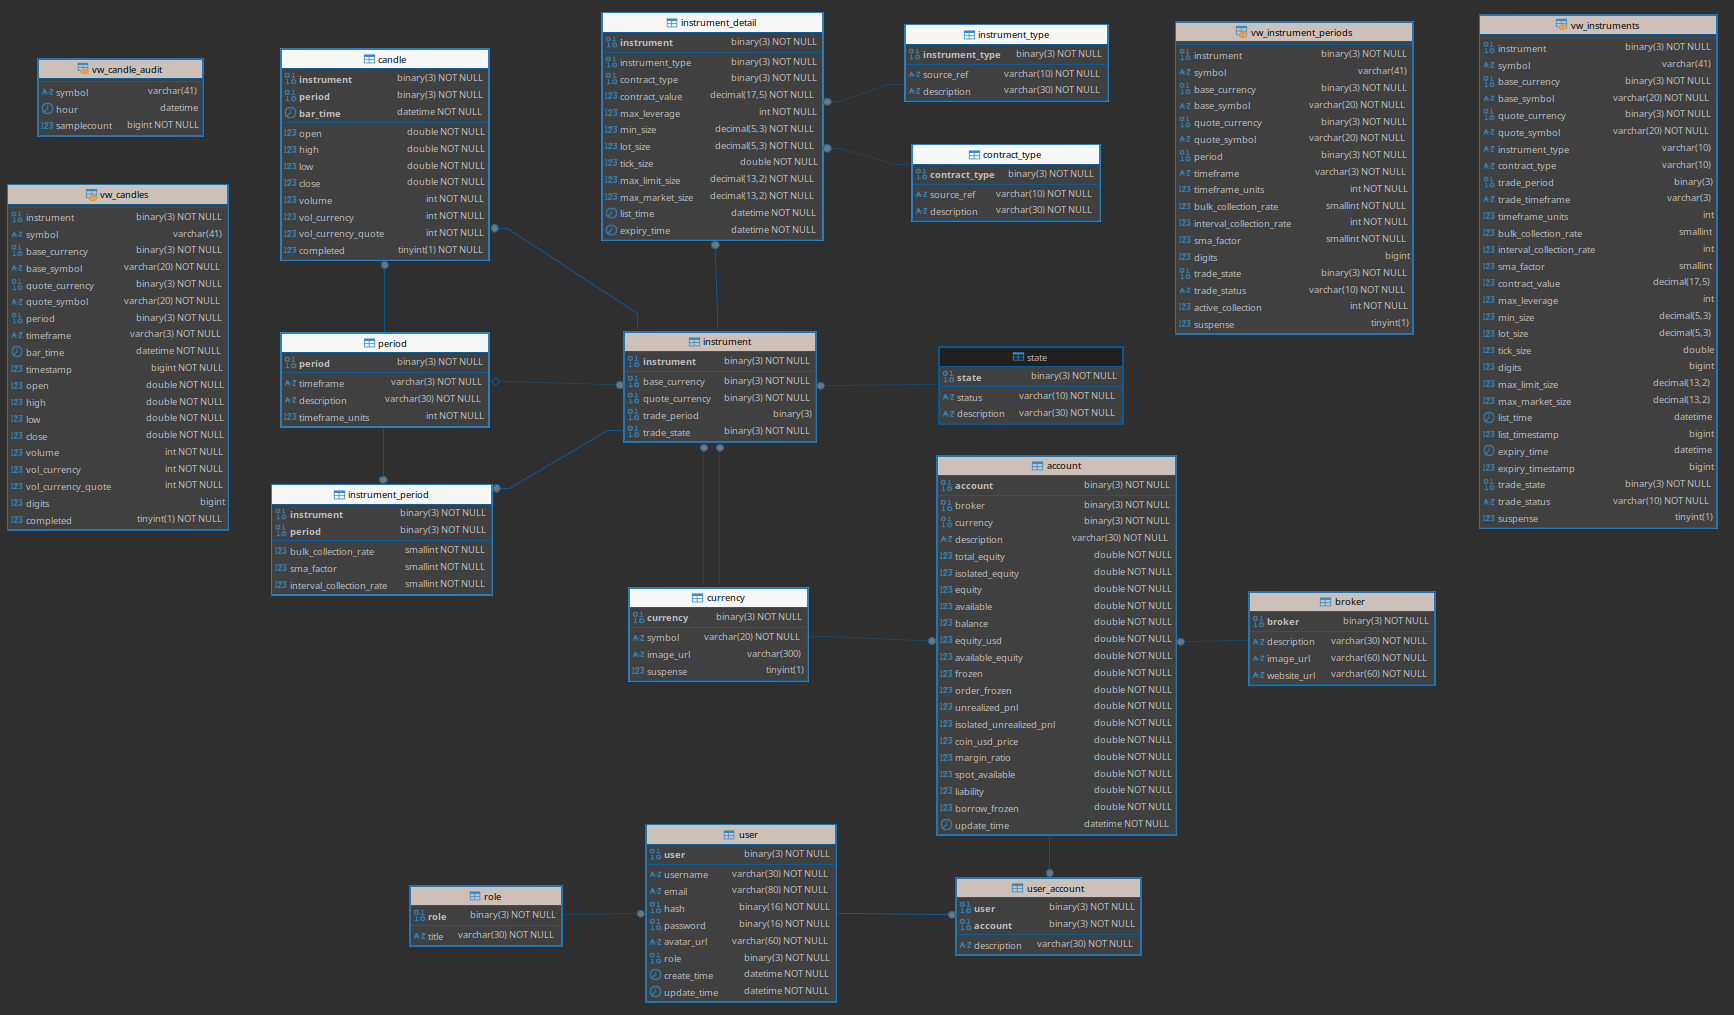 vw_candle_audit
symbol varchar(41)
hour datetime
samplecount bigint NOT NULL
vw_candles
instrument binary(3) NOT NULL
symbol varchar(41)
base_currency binary(3) NOT NULL
base_symbol varchar(20) NOT NULL
quote_currency binary(3) NOT NULL
quote_symbol varchar(20) NOT NULL
period binary(3) NOT NULL
timeframe varchar(3) NOT NULL
bar_time datetime NOT NULL
timestamp bigint NOT NULL
open double NOT NULL
high double NOT NULL
low double NOT NULL
close double NOT NULL
volume int NOT NULL
vol_currency int NOT NULL
vol_currency_quote int NOT NULL
digits bigint
completed tinyint(1) NOT NULL
candle
instrument binary(3) NOT NULL
period binary(3) NOT NULL
bar_time datetime NOT NULL
open double NOT NULL
high double NOT NULL
low double NOT NULL
close double NOT NULL
volume int NOT NULL
vol_currency int NOT NULL
vol_currency_quote int NOT NULL
completed tinyint(1) NOT NULL
period
period binary(3) NOT NULL
timeframe varchar(3) NOT NULL
description varchar(30) NOT NULL
timeframe_units int NOT NULL
instrument_period
instrument binary(3) NOT NULL
period binary(3) NOT NULL
bulk_collection_rate smallint NOT NULL
sma_factor smallint NOT NULL
interval_collection_rate smallint NOT NULL
instrument_detail
instrument binary(3) NOT NULL
instrument_type binary(3) NOT NULL
contract_type binary(3) NOT NULL
contract_value decimal(17,5) NOT NULL
max_leverage int NOT NULL
min_size decimal(5,3) NOT NULL
lot_size decimal(5,3) NOT NULL
tick_size double NOT NULL
max_limit_size decimal(13,2) NOT NULL
max_market_size decimal(13,2) NOT NULL
list_time datetime NOT NULL
expiry_time datetime NOT NULL
instrument
instrument binary(3) NOT NULL
base_currency binary(3) NOT NULL
quote_currency binary(3) NOT NULL
trade_period binary(3)
trade_state binary(3) NOT NULL
currency
currency binary(3) NOT NULL
symbol varchar(20) NOT NULL
image_url varchar(300)
suspense tinyint(1)
instrument_type
instrument_type binary(3) NOT NULL
source_ref varchar(10) NOT NULL
description varchar(30) NOT NULL
contract_type
contract_type binary(3) NOT NULL
source_ref varchar(10) NOT NULL
description varchar(30) NOT NULL
state
state binary(3) NOT NULL
status varchar(10) NOT NULL
description varchar(30) NOT NULL
account
account binary(3) NOT NULL
broker binary(3) NOT NULL
currency binary(3) NOT NULL
description varchar(30) NOT NULL
total_equity double NOT NULL
isolated_equity double NOT NULL
equity double NOT NULL
available double NOT NULL
balance double NOT NULL
equity_usd double NOT NULL
available_equity double NOT NULL
frozen double NOT NULL
order_frozen double NOT NULL
unrealized_pnl double NOT NULL
isolated_unrealized_pnl double NOT NULL
coin_usd_price double NOT NULL
margin_ratio double NOT NULL
spot_available double NOT NULL
liability double NOT NULL
borrow_frozen double NOT NULL
update_time datetime NOT NULL
vw_instrument_periods
instrument binary(3) NOT NULL
symbol varchar(41)
base_currency binary(3) NOT NULL
base_symbol varchar(20) NOT NULL
quote_currency binary(3) NOT NULL
quote_symbol varchar(20) NOT NULL
period binary(3) NOT NULL
timeframe varchar(3) NOT NULL
timeframe_units int NOT NULL
bulk_collection_rate smallint NOT NULL
interval_collection_rate int NOT NULL
sma_factor smallint NOT NULL
digits bigint
trade_state binary(3) NOT NULL
trade_status varchar(10) NOT NULL
active_collection int NOT NULL
suspense tinyint(1)
vw_instruments
instrument binary(3) NOT NULL
symbol varchar(41)
base_currency binary(3) NOT NULL
base_symbol varchar(20) NOT NULL
quote_currency binary(3) NOT NULL
quote_symbol varchar(20) NOT NULL
instrument_type varchar(10)
contract_type varchar(10)
trade_period binary(3)
trade_timeframe varchar(3)
timeframe_units int
bulk_collection_rate smallint
interval_collection_rate int
sma_factor smallint
contract_value decimal(17,5)
max_leverage int
min_size decimal(5,3)
lot_size decimal(5,3)
tick_size double
digits bigint
max_limit_size decimal(13,2)
max_market_size decimal(13,2)
list_time datetime
list_timestamp bigint
expiry_time datetime
expiry_timestamp bigint
trade_state binary(3) NOT NULL
trade_status varchar(10) NOT NULL
suspense tinyint(1)
broker
broker binary(3) NOT NULL
description varchar(30) NOT NULL
image_url varchar(60) NOT NULL
website_url varchar(60) NOT NULL
role
role binary(3) NOT NULL
title varchar(30) NOT NULL
user
user binary(3) NOT NULL
username varchar(30) NOT NULL
email varchar(80) NOT NULL
hash binary(16) NOT NULL
password binary(16) NOT NULL
avatar_url varchar(60) NOT NULL
role binary(3) NOT NULL
create_time datetime NOT NULL
update_time datetime NOT NULL
user_account
user binary(3) NOT NULL
account binary(3) NOT NULL
description varchar(30) NOT NULL